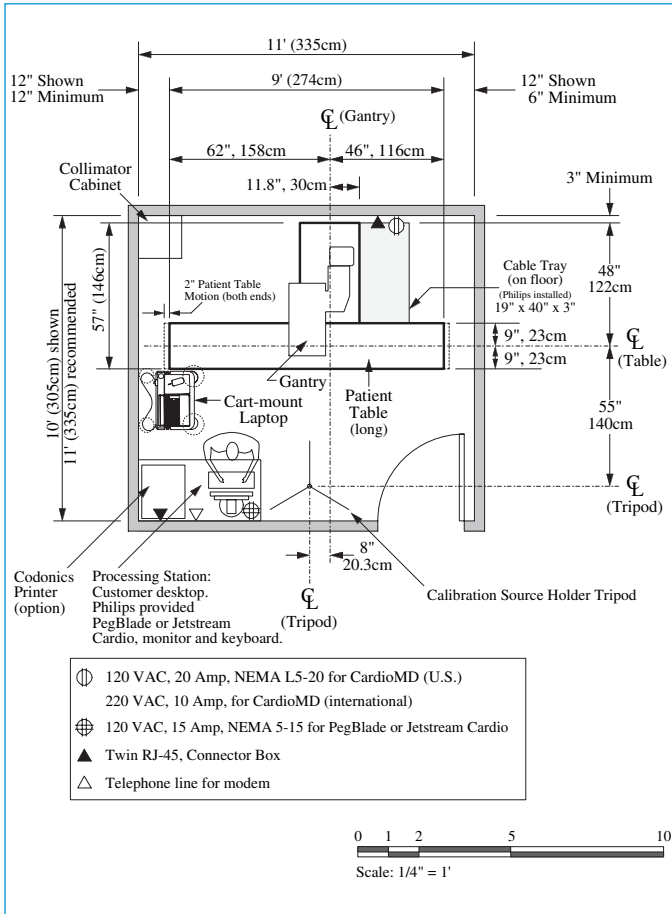 11' (335cm)
12" Shown
12" Minimum
9' (274cm)
12" Shown
6" Minimum
CL (Gantry)
62", 158cm
46", 116cm
Collimator
Cabinet
11.8", 30cm
3" Minimum
10' (305cm) shown
11' (335cm) recommended
57" (146cm)
2" Patient Table
Motion (both ends)
Cable Tray
(on floor)
(Philips installed)
19" x 40" x 3"
48"
122cm
9", 23cm
9", 23cm
CL
(Table)
Gantry
Patient
Table
(long)
Cart-mount
Laptop
55"
140cm
CL
(Tripod)
8"
20.3cm
Codonics
Printer
(option)
Processing Station:
Customer desktop.
Philips provided
PegBlade or Jetstream
Cardio, monitor and keyboard.
CL
(Tripod)
Calibration Source Holder Tripod
120 VAC, 20 Amp, NEMA L5-20 for CardioMD (U.S.)
220 VAC, 10 Amp, for CardioMD (international)
120 VAC, 15 Amp, NEMA 5-15 for PegBlade or Jetstream Cardio
Twin RJ-45, Connector Box
Telephone line for modem
0 1 2 5 10
Scale: 1/4" = 1'